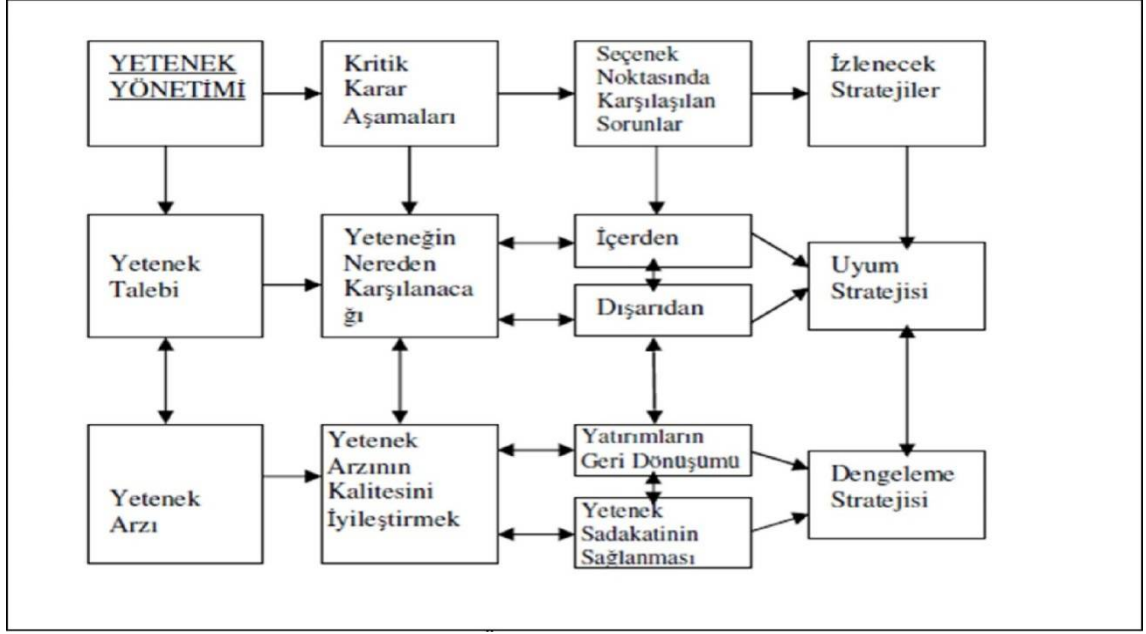 YETENEK
YÖNETİMİ
Kritik
Karar
Aşamaları
Seçenek
Noktasında
Karşılaşılan
Sorunlar
İzlenecek
Stratejiler
Yetenek
Talebi
Yeteneğin
Nereden
Karşılanaca
ğı
İçerden
Dışarıdan
Uyum
Stratejisi
Yetenek
Arzı
Yetenek
Arzının
Kalitesini
İyileştirmek
Yatırımların
Geri Dönüşümü
Yetenek
Sadakatinin
Sağlanması
Dengeleme
Stratejisi